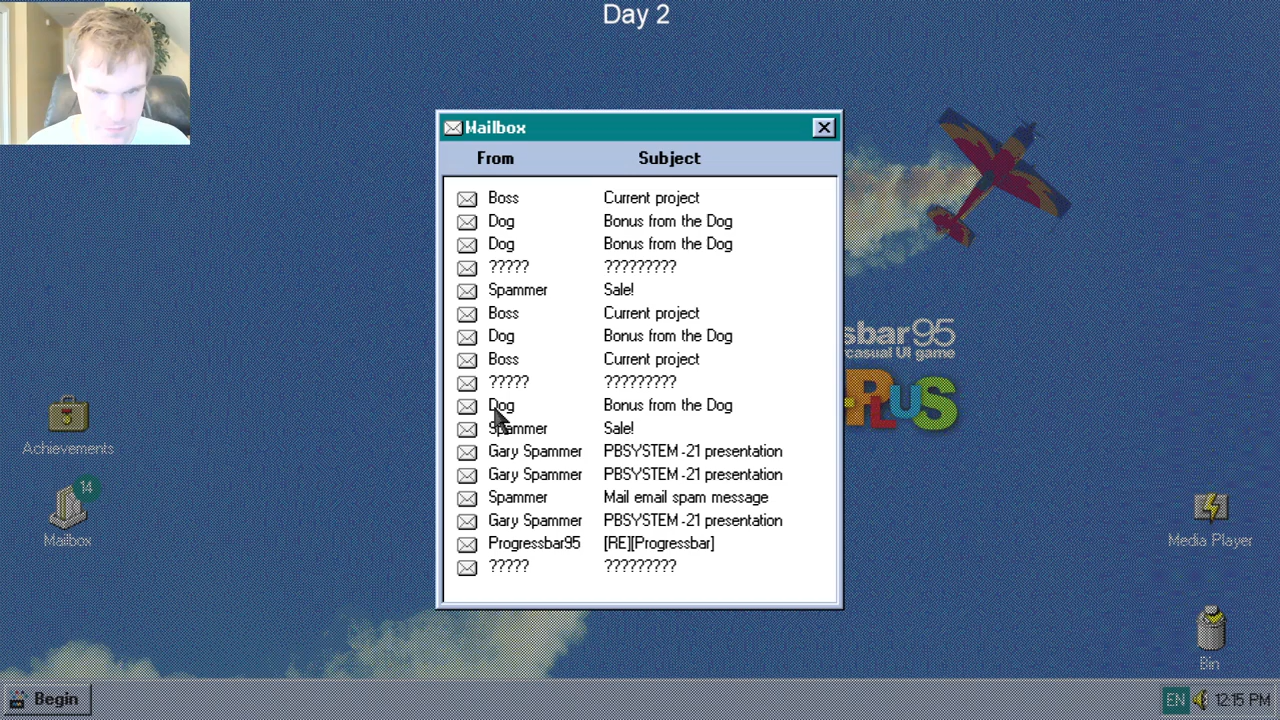 Day 2
Mailbox
From Subject
Boss Current project
Dog Bonus from the Dog
Dog Bonus from the Dog
????? ?????????
Spammer Sale!
Boss Current project
Dog Bonus from the Dog
Boss Current project
????? ?????????
Dog Bonus from the Dog
Spammer Sale!
Gary Spammer PBSYSTEM-21 presentation
Gary Spammer PBSYSTEM-21 presentation
Spammer Mail email spam message
Gary Spammer PBSYSTEM-21 presentation
Progressbar95 [RE][Progressbar]
????? ?????????
sbar95
casual UI game
PLUS
Achievements
14
Mailbox
Media Player
Bin
Begin
EN 12:15 PM